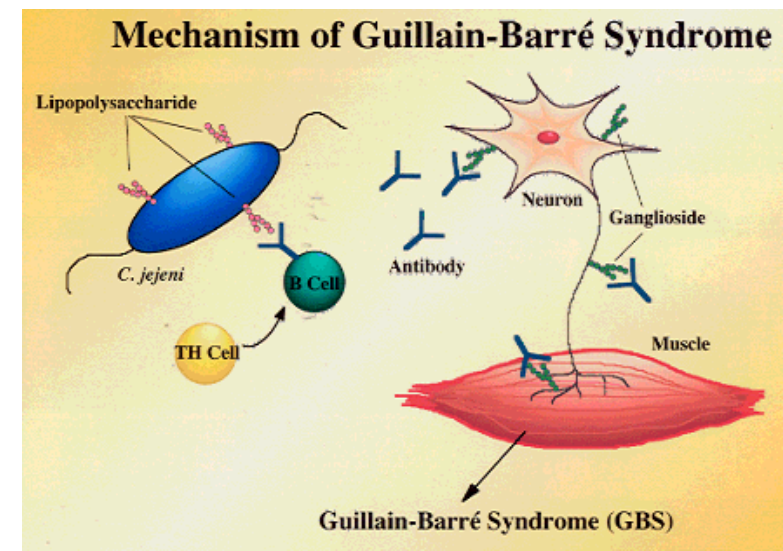 Mechanism of Guillain-Barré Syndrome
Lipopolysaccharide
C. jejeni
B Cell
TH Cell
Antibody
Neuron
Ganglioside
Muscle
Guillain-Barré Syndrome (GBS)